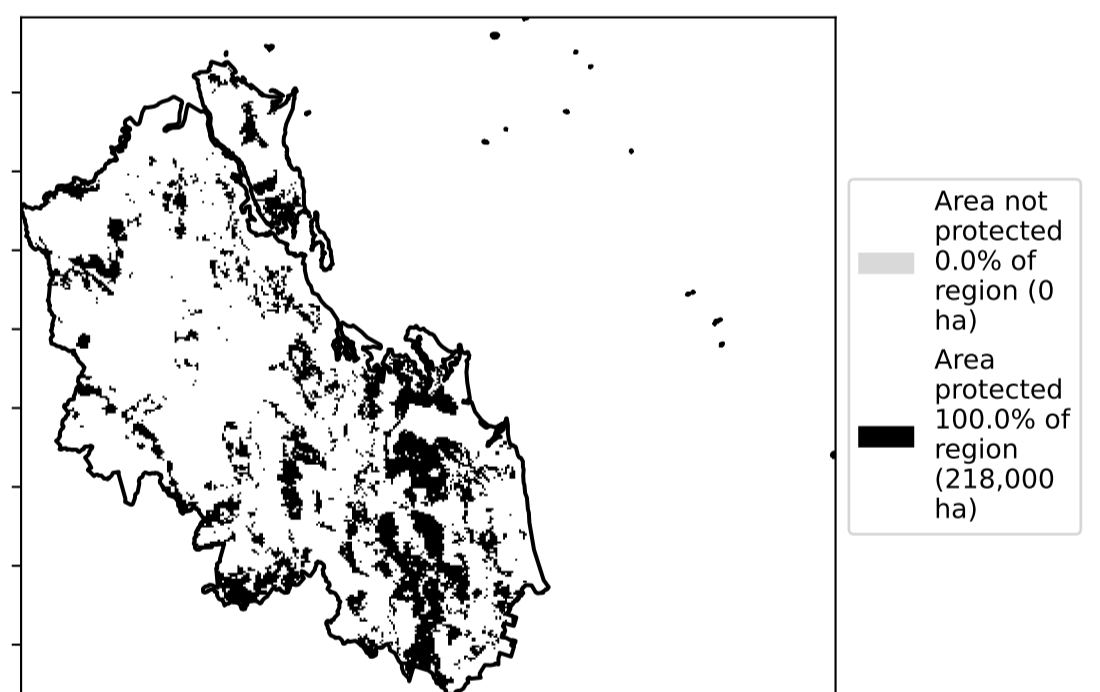 Area not
protected
0.0% of
region (0
ha)
Area
protected
100.0% of
region
(218,000
ha)